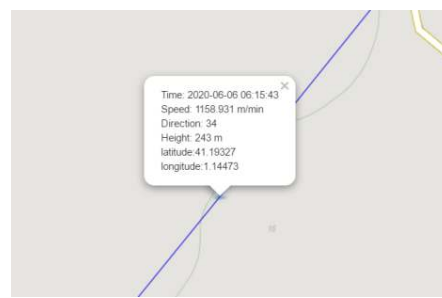 Time: 2020-06-06 06:15:43
Speed: 1158.931 m/min
Direction: 34
Height: 243 m
latitude:41.19327
longitude:1.14473